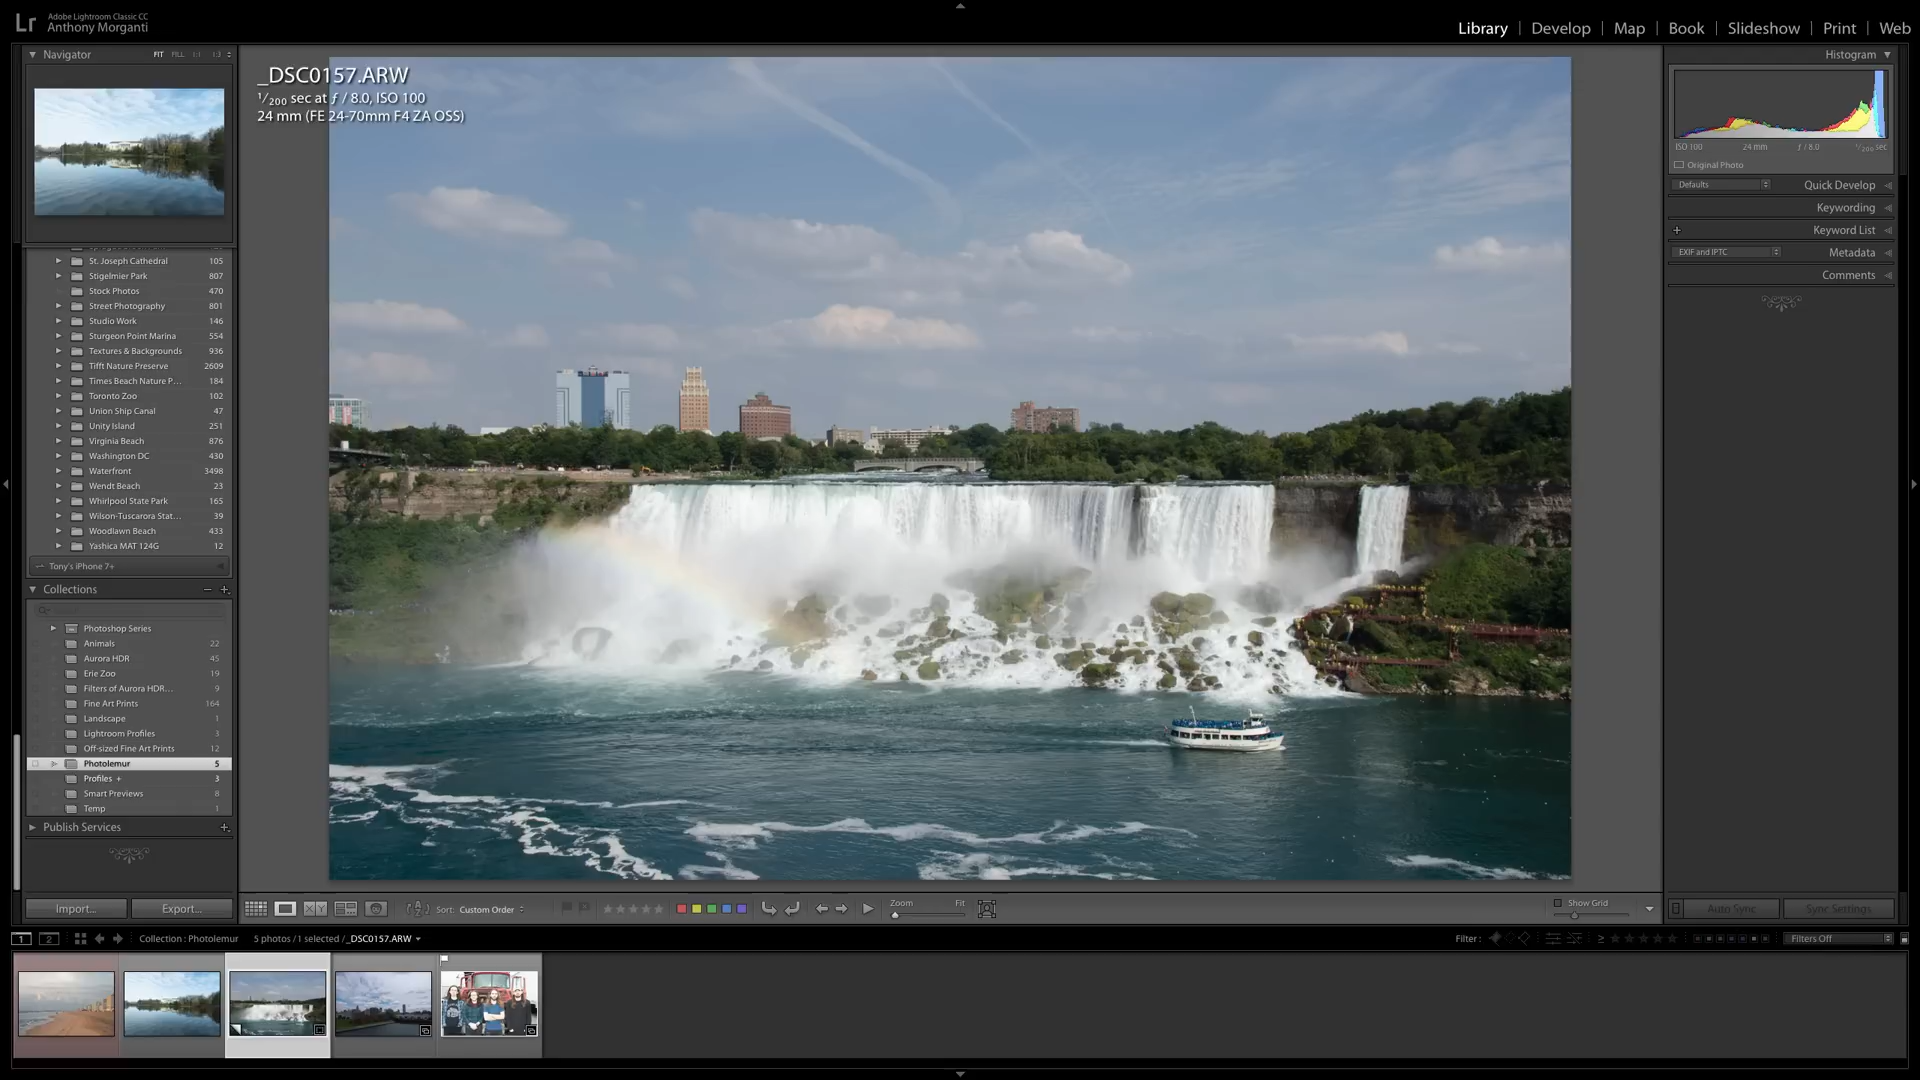 Lr
Adobe Lightroom Classic CC
Anthony Morganti
Library | Develop | Map | Book | Slideshow | Print | Web
Navigator
FIT FILL 1:1 1:3
_DSC0157.ARW
1/200 sec at ƒ / 8.0, ISO 100
24 mm (FE 24-70mm F4 ZA OSS)
St. Joseph Cathedral 105
Stigelmier Park 807
Stock Photos 470
Street Photography 801
Studio Work 146
Sturgeon Point Marina 554
Textures & Backgrounds 936
Tifft Nature Preserve 2609
Times Beach Nature P... 184
Toronto Zoo 102
Union Ship Canal 47
Unity Island 251
Virginia Beach 876
Washington DC 430
Waterfront 3498
Wendt Beach 23
Whirlpool State Park 165
Wilson-Tuscarora Stat... 39
Woodlawn Beach 433
Yashica MAT 124G 12
Tony's iPhone 7+
Collections
Photoshop Series
Animals 22
Aurora HDR 45
Erie Zoo 19
Filters of Aurora HDR... 9
Fine Art Prints 164
Landscape 1
Lightroom Profiles 3
Off-sized Fine Art Prints 12
Photolemur 5
Profiles + 3
Smart Previews 8
Temp 1
Publish Services
Import...
Export...
Histogram
ISO 100 24 mm ƒ / 8.0 1/200 sec
Original Photo
Defaults
Quick Develop
Keywording
Keyword List
EXIF and IPTC
Metadata
Comments
X Y
Sort: Custom Order
Zoom Fit
Show Grid
Auto Sync
Sync Settings
1 2
Collection : Photolemur
5 photos / 1 selected / _DSC0157.ARW
Filter :
Filters Off